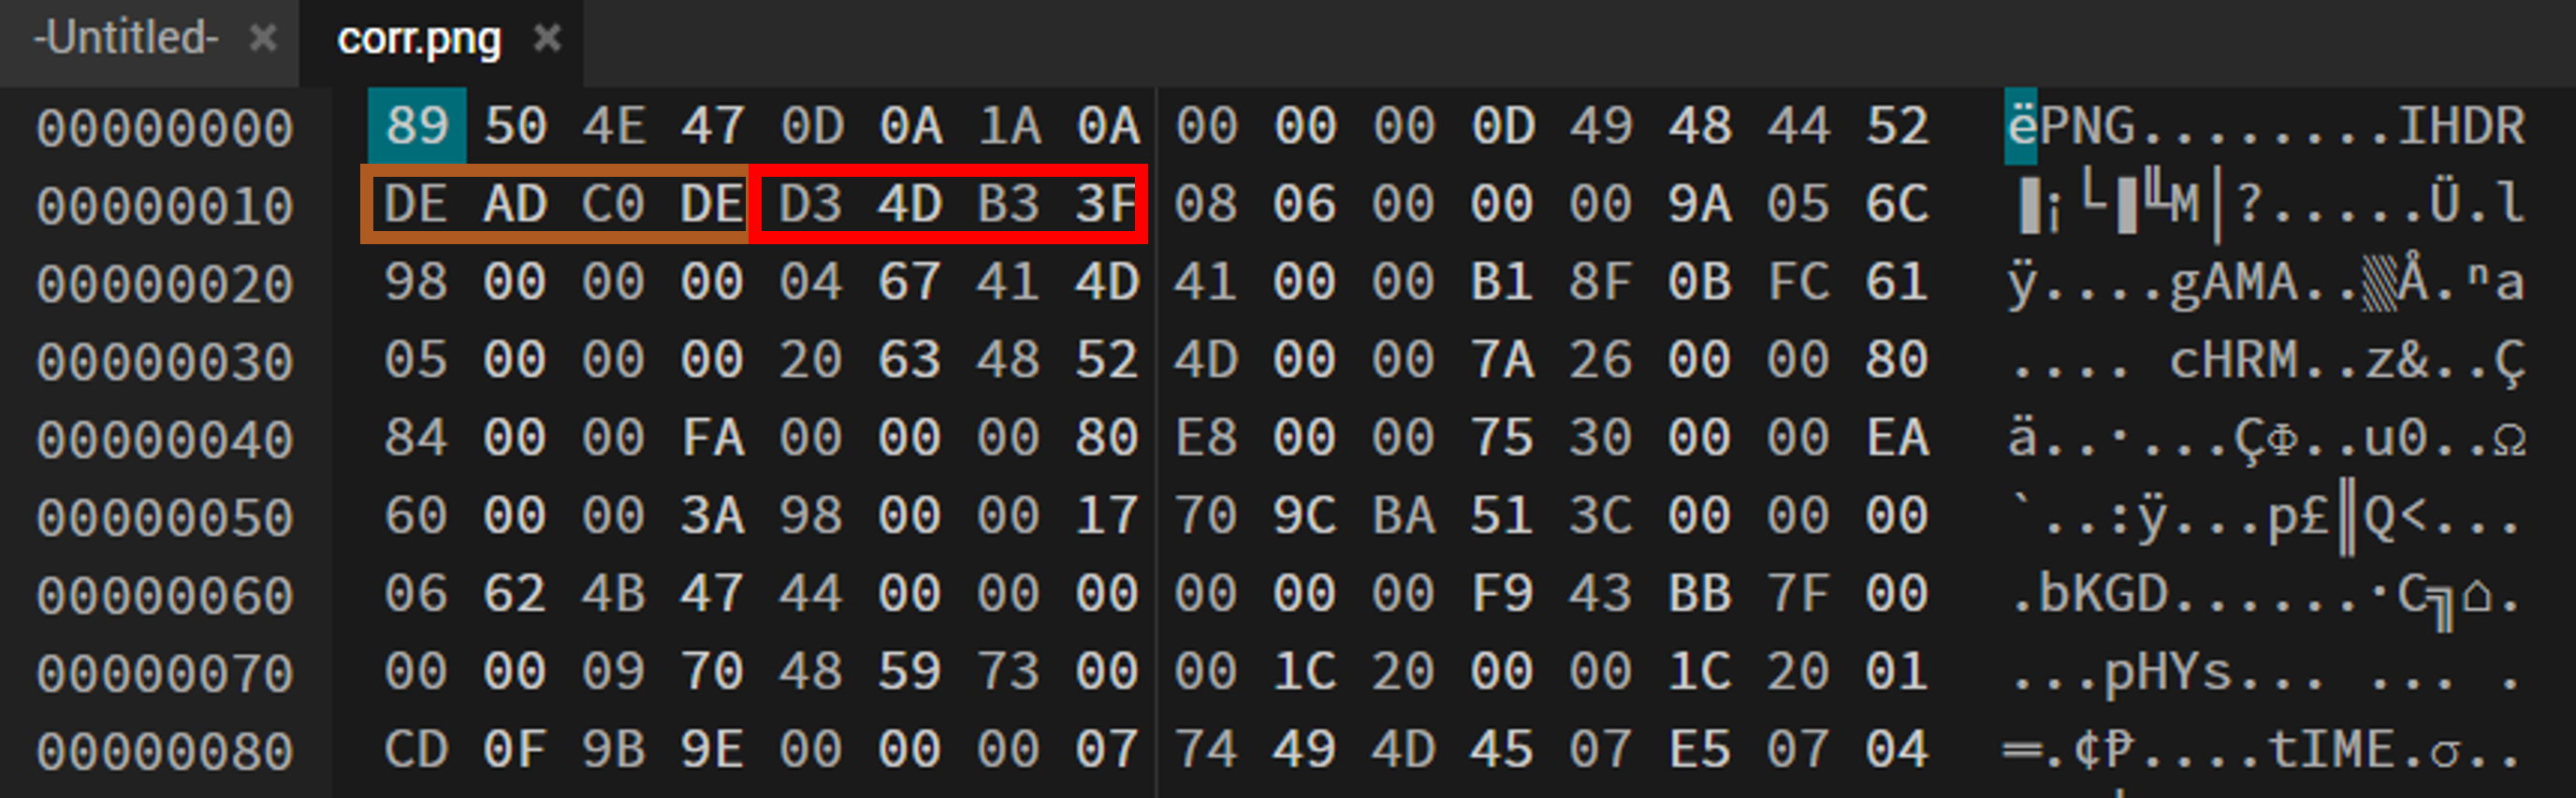 -Untitled- × corr.png ×
00000000 89 50 4E 47 0D 0A 1A 0A 00 00 00 0D 49 48 44 52 ëPNG........IHDR
00000010 DE AD C0 DE D3 4D B3 3F 08 06 00 00 00 9A 05 6C ▐¡└▐╙M│?.....Ü.l
00000020 98 00 00 00 04 67 41 4D 41 00 00 B1 8F 0B FC 61 ÿ....gAMA..▒Å.ⁿa
00000030 05 00 00 00 20 63 48 52 4D 00 00 7A 26 00 00 80 .... cHRM..z&..Ç
00000040 84 00 00 FA 00 00 00 80 E8 00 00 75 30 00 00 EA ä..·...ÇΦ..u0..Ω
00000050 60 00 00 3A 98 00 00 17 70 9C BA 51 3C 00 00 00 `..:ÿ...p£║Q<...
00000060 06 62 4B 47 44 00 00 00 00 00 00 F9 43 BB 7F 00 .bKGD......·C╗⌂.
00000070 00 00 09 70 48 59 73 00 00 1C 20 00 00 1C 20 01 ...pHYs... ... .
00000080 CD 0F 9B 9E 00 00 00 07 74 49 4D 45 07 E5 07 04 ═.¢₧....tIME.σ..